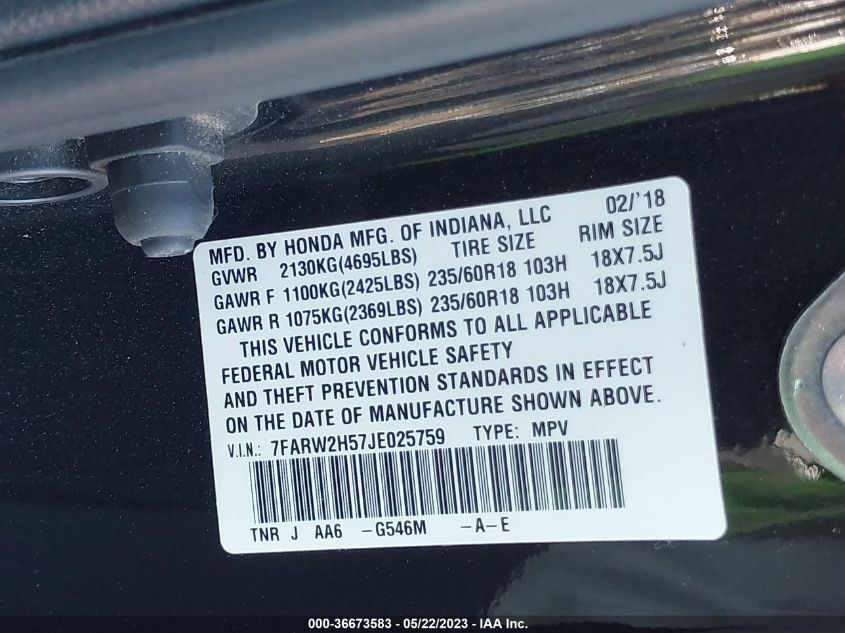 MFD. BY HONDA MFG. OF INDIANA, LLC 02/'18
GVWR 2130KG(4695LBS) TIRE SIZE RIM SIZE
GAWR F 1100KG(2425LBS) 235/60R18 103H 18X7.5J
GAWR R 1075KG(2369LBS) 235/60R18 103H 18X7.5J
THIS VEHICLE CONFORMS TO ALL APPLICABLE
FEDERAL MOTOR VEHICLE SAFETY
AND THEFT PREVENTION STANDARDS IN EFFECT
ON THE DATE OF MANUFACTURE SHOWN ABOVE.
V.I.N.: 7FARW2H57JE025759 TYPE: MPV
TNR J AA6 -G546M -A-E
000-36673583 - 05/22/2023 - IAA Inc.